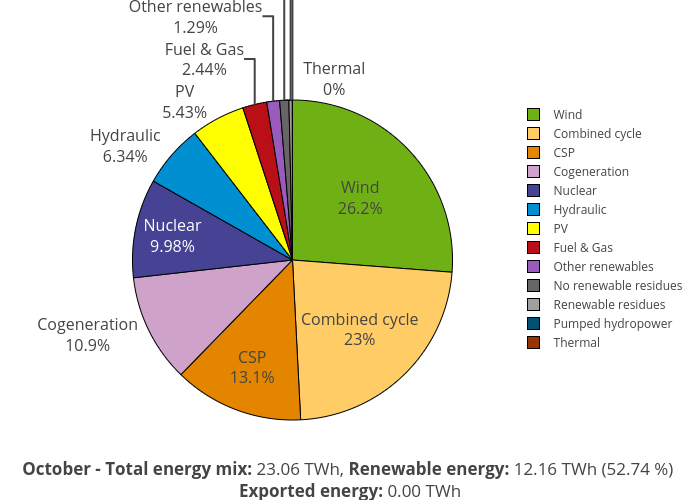 Other renewables
1.29%
Fuel & Gas
2.44%
Thermal
0%
PV
5.43%
Hydraulic
6.34%
Wind
26.2%
Nuclear
9.98%
Cogeneration
10.9%
Combined cycle
23%
CSP
13.1%
Wind
Combined cycle
CSP
Cogeneration
Nuclear
Hydraulic
PV
Fuel & Gas
Other renewables
No renewable residues
Renewable residues
Pumped hydropower
Thermal
October - Total energy mix: 23.06 TWh, Renewable energy: 12.16 TWh (52.74 %)
Exported energy: 0.00 TWh